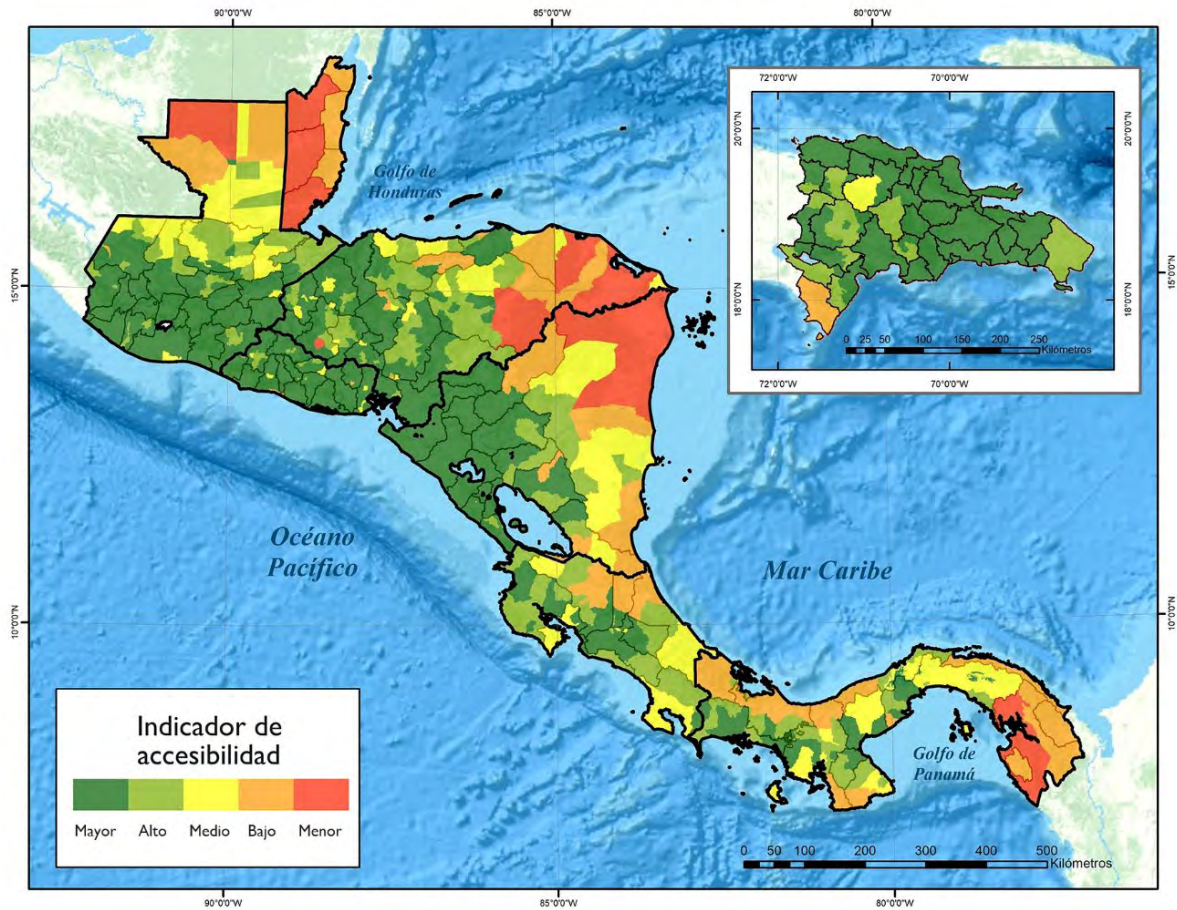 90°0'0"W 85°0'0"W 80°0'0"W
72°0'0"W 70°0'0"W
20°0'0"N
20°0'0"N
Golfo de
Honduras
15°0'0"N
15°0'0"N
18°0'0"N
18°0'0"N
0 25 50 100 150 200 250
Kilómetros
72°0'0"W 70°0'0"W
Océano
Pacífico
Mar Caribe
10°0'0"N
10°0'0"N
Indicador de
accesibilidad
Mayor Alto Medio Bajo Menor
Golfo de
Panamá
0 50 100 200 300 400 500
Kilómetros
90°0'0"W 85°0'0"W 80°0'0"W